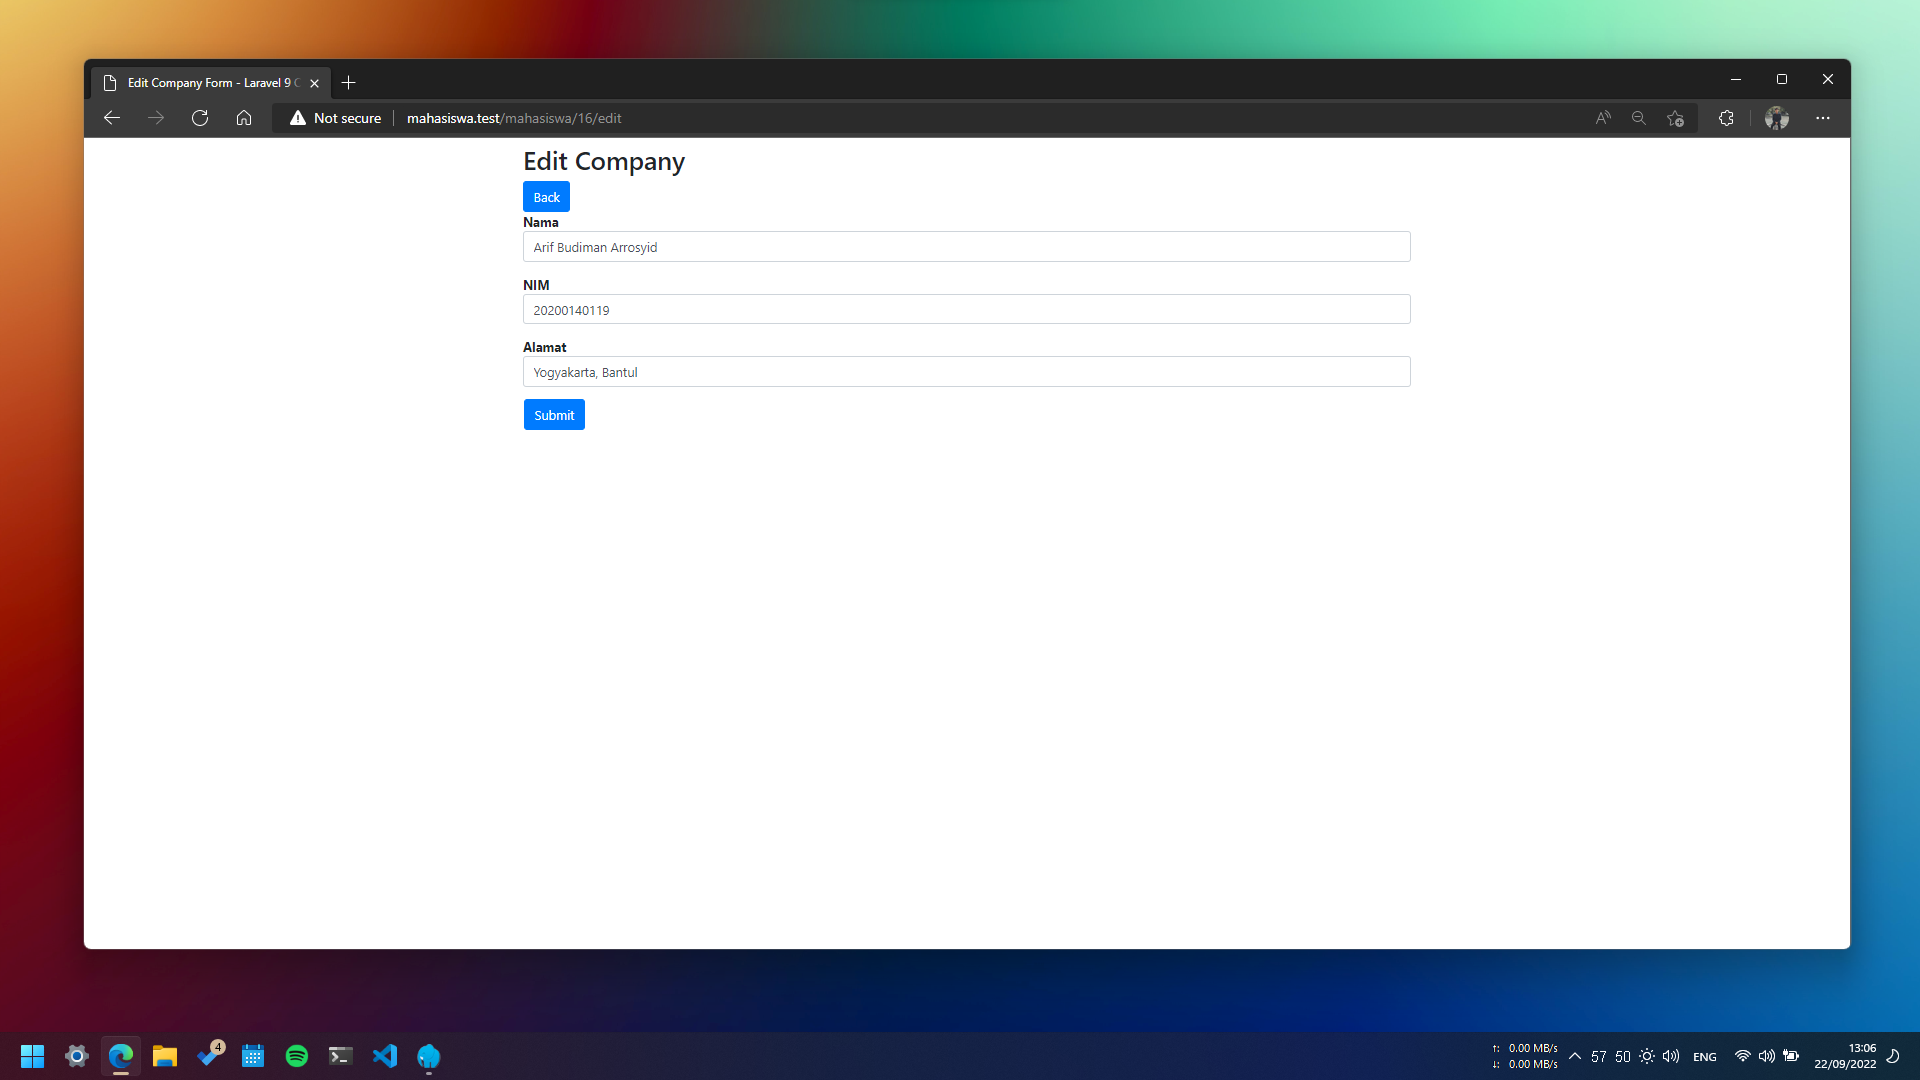 Edit Company Form - Laravel 9 C
Not secure
mahasiswa.test/mahasiswa/16/edit
Edit Company
Back
Nama
Arif Budiman Arrosyid
NIM
20200140119
Alamat
Yogyakarta, Bantul
Submit
4
↑: 0.00 MB/s
↓: 0.00 MB/s
57 50
ENG
13:06
22/09/2022